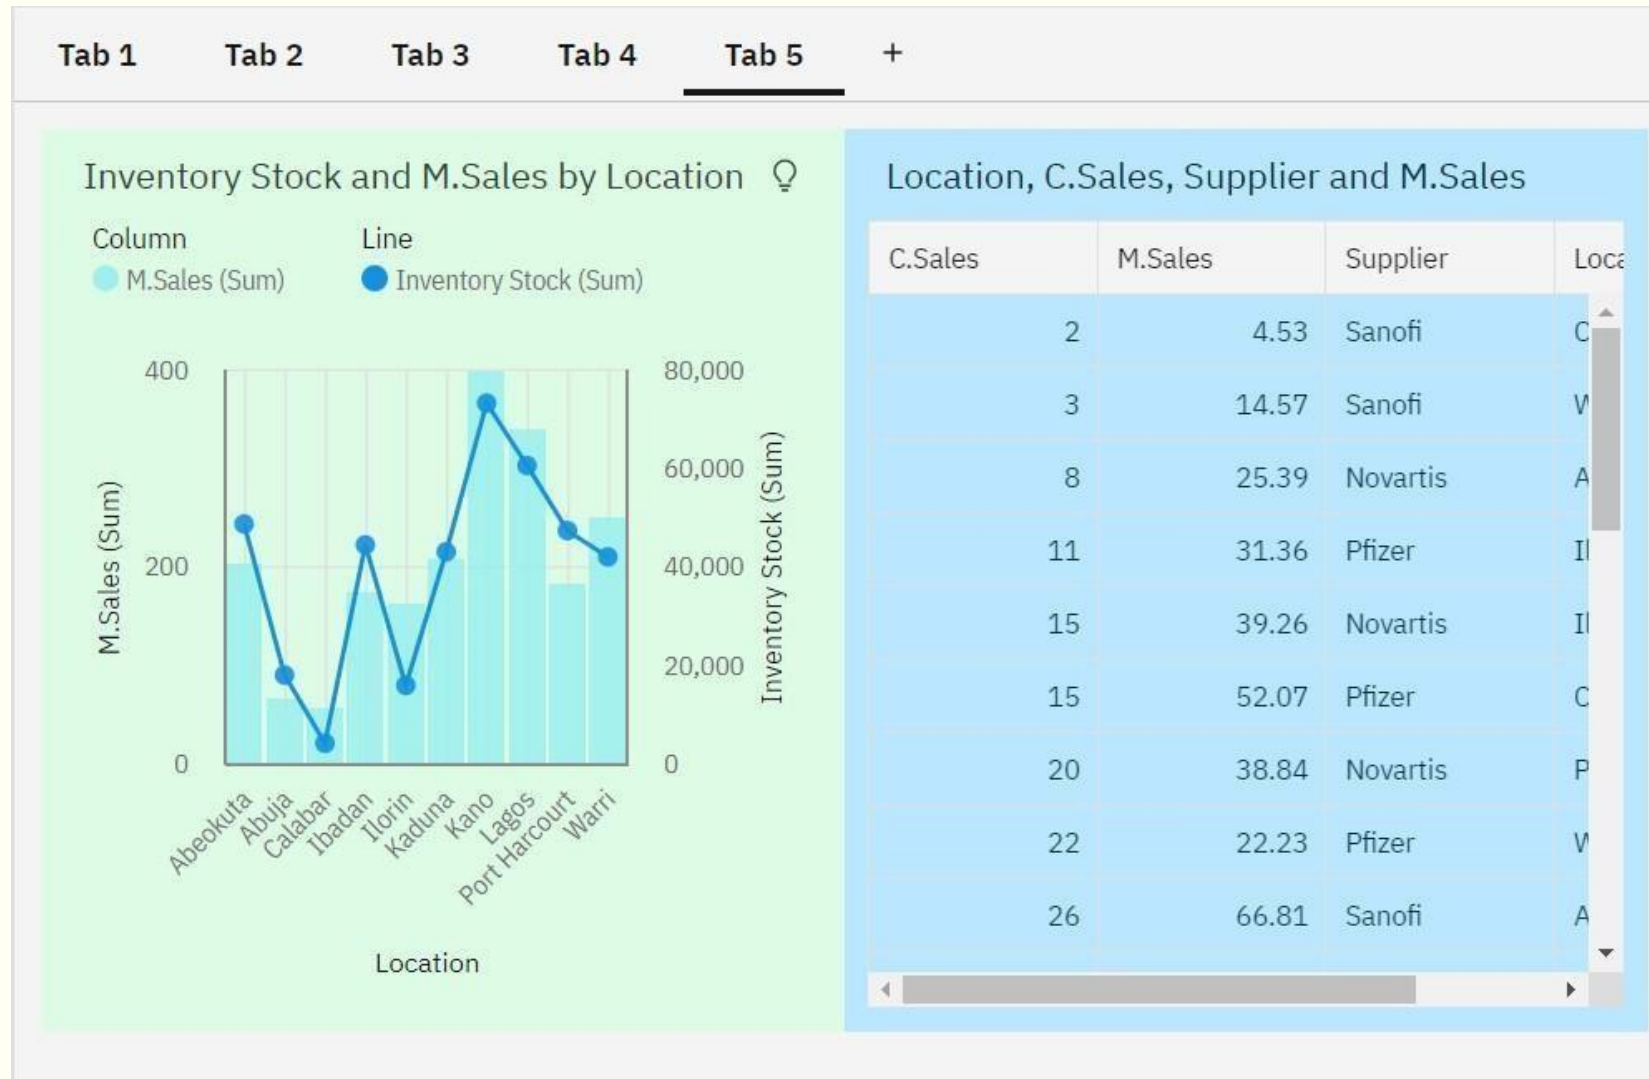 Tab 1 Tab 2 Tab 3 Tab 4 Tab 5 +
Inventory Stock and M.Sales by Location
Column Line
M.Sales (Sum) Inventory Stock (Sum)
400
200
0
M.Sales (Sum)
80,000
60,000
40,000
20,000
0
Inventory Stock (Sum)
Abeokuta
Abuja
Calabar
Ibadan
Ilorin
Kaduna
Kano
Lagos
Port Harcourt
Warri
Location
Location, C.Sales, Supplier and M.Sales
C.Sales M.Sales Supplier Loca
2 4.53 Sanofi C
3 14.57 Sanofi W
8 25.39 Novartis A
11 31.36 Pfizer Il
15 39.26 Novartis Il
15 52.07 Pfizer C
20 38.84 Novartis P
22 22.23 Pfizer W
26 66.81 Sanofi A